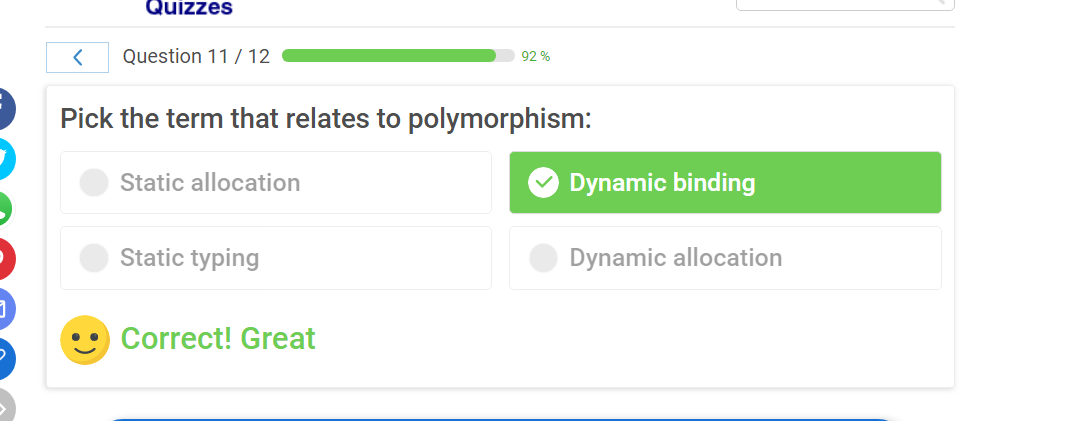 Quizzes
Question 11 / 12
92 %
Pick the term that relates to polymorphism:
Static allocation
Dynamic binding
Static typing
Dynamic allocation
Correct! Great